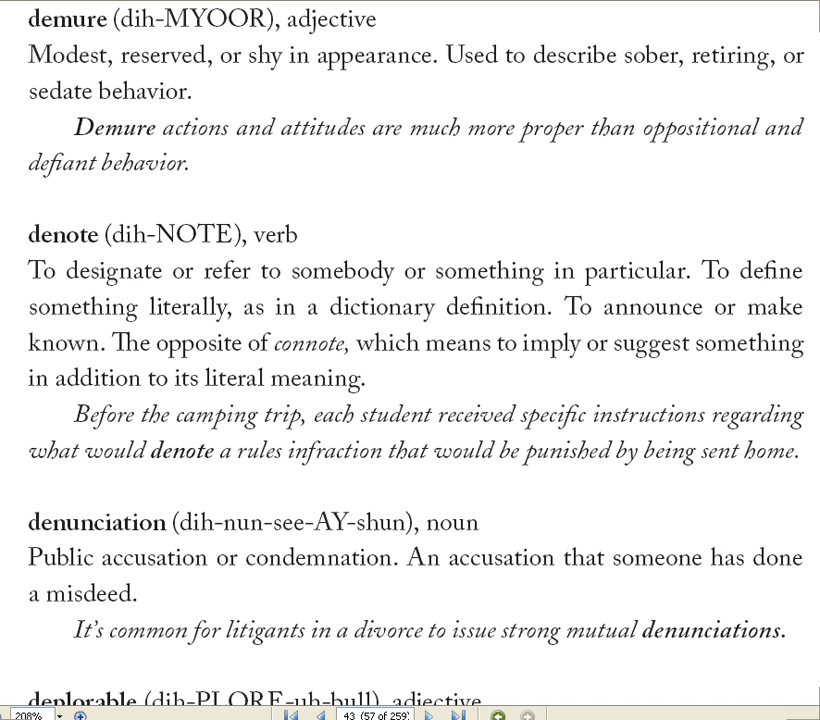 demure (dih-MYOOR), adjective
Modest, reserved, or shy in appearance. Used to describe sober, retiring, or
sedate behavior.
Demure actions and attitudes are much more proper than oppositional and
defiant behavior.
denote (dih-NOTE), verb
To designate or refer to somebody or something in particular. To define
something literally, as in a dictionary definition. To announce or make
known. The opposite of connote, which means to imply or suggest something
in addition to its literal meaning.
Before the camping trip, each student received specific instructions regarding
what would denote a rules infraction that would be punished by being sent home.
denunciation (dih-nun-see-AY-shun), noun
Public accusation or condemnation. An accusation that someone has done
a misdeed.
It's common for litigants in a divorce to issue strong mutual denunciations.
deplorable (dih-PLORE-uh-bull), adjective
208% 43 (57 of 259)